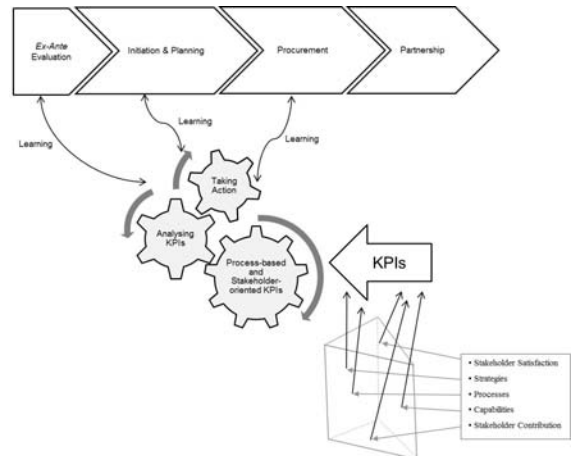 Ex-Ante
Evaluation
Initiation & Planning
Procurement
Partnership
Learning
Learning
Learning
Taking
Action
Analysing
KPIs
Process-based
and
Stakeholder-
oriented KPIs
KPIs
• Stakeholder Satisfaction
• Strategies
• Processes
• Capabilities
• Stakeholder Contribution